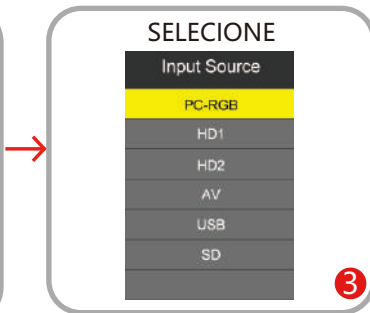 SELECIONE
Input Source
PC-RGB
HD1
HD2
AV
USB
SD
3